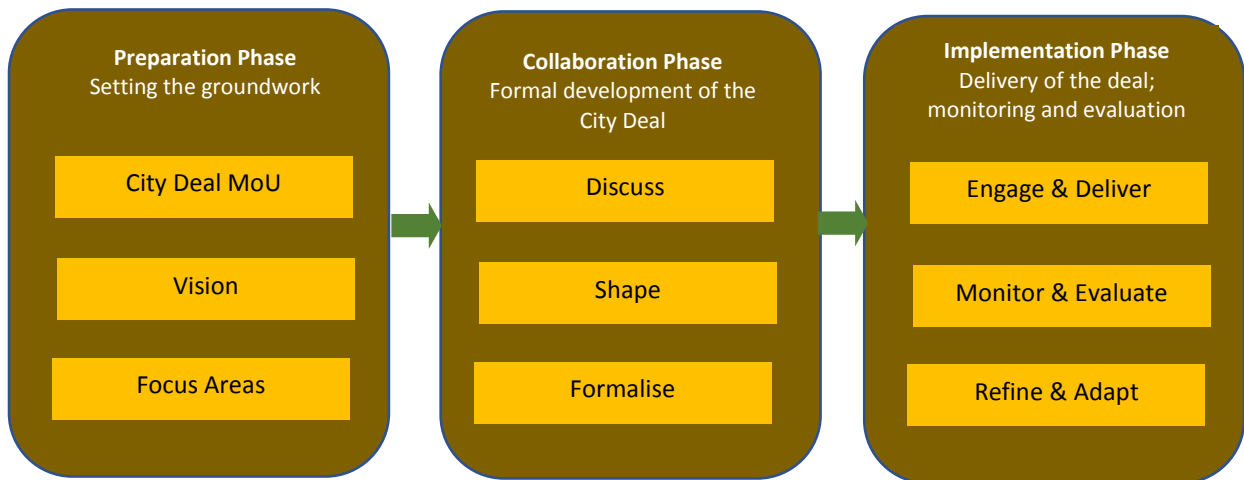 Preparation Phase
Setting the groundwork
City Deal MoU
Vision
Focus Areas
Collaboration Phase
Formal development of the
City Deal
Discuss
Shape
Formalise
Implementation Phase
Delivery of the deal;
monitoring and evaluation
Engage & Deliver
Monitor & Evaluate
Refine & Adapt